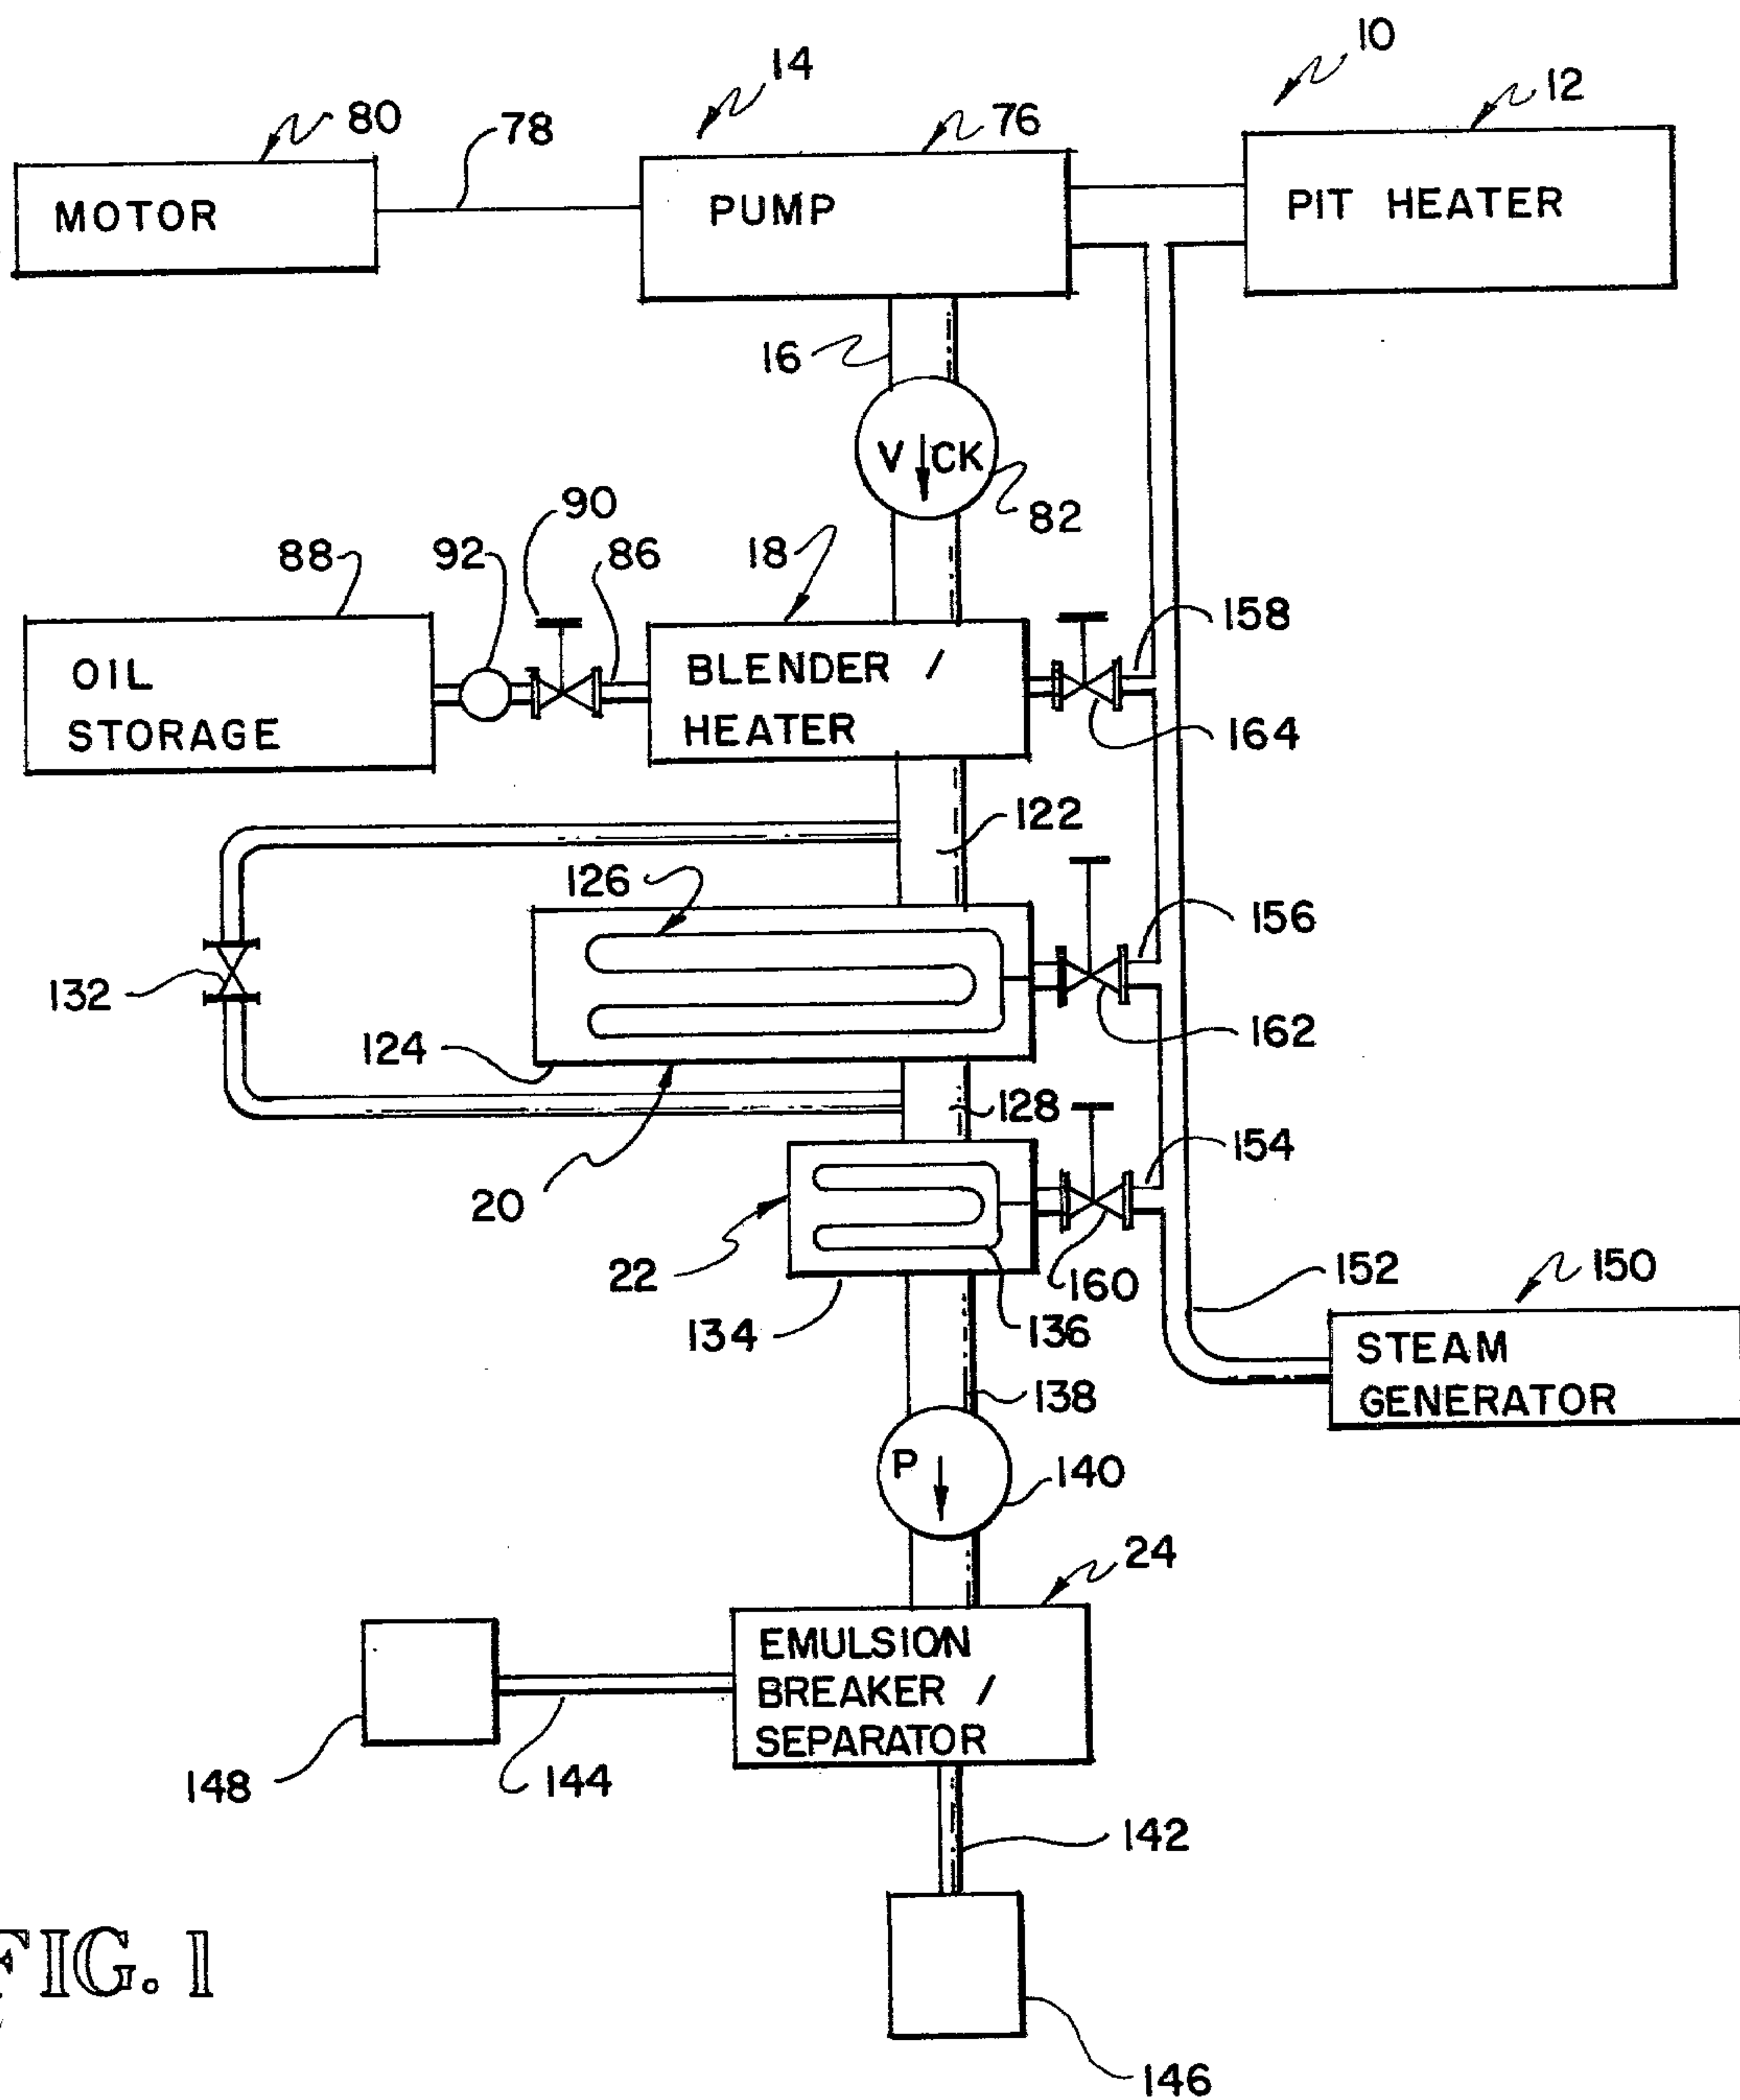 10
14
12
80
78
76
MOTOR
PUMP
PIT HEATER
16
V CK
82
90
92
86
18
88
158
OIL
STORAGE
BLENDER /
HEATER
164
122
126
156
132
162
124
128
154
20
22
160
152
150
134
136
STEAM
GENERATOR
138
P
140
24
EMULSION
BREAKER /
SEPARATOR
148
144
142
FIG. 1
146